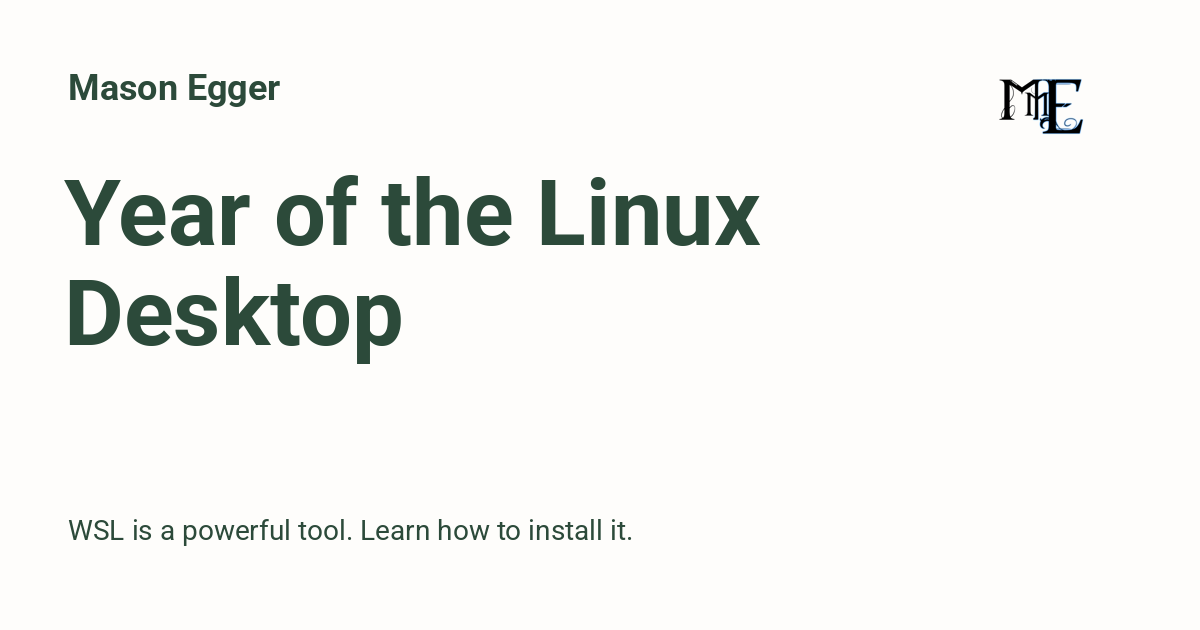 Mason Egger
MmE
Year of the Linux
Desktop
WSL is a powerful tool. Learn how to install it.